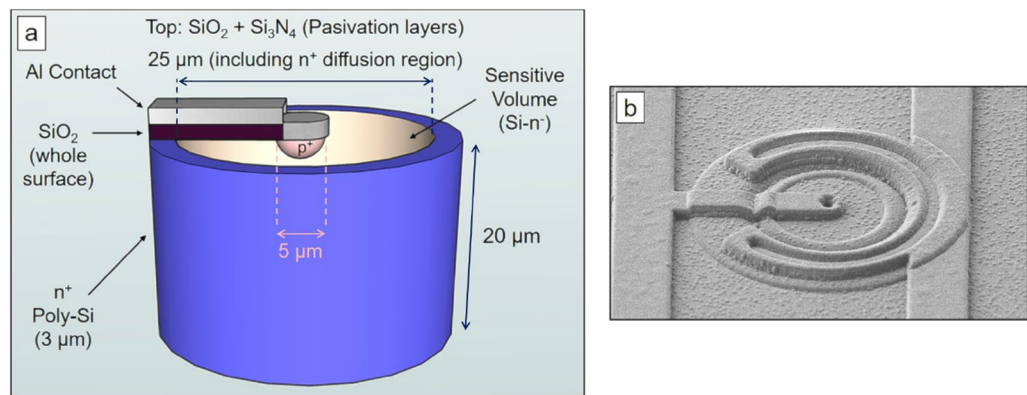 a
Top: SiO2 + Si3N4 (Pasivation layers)
25 µm (including n+ diffusion region)
Al Contact
Sensitive
Volume
(Si-n-)
SiO2
(whole
surface)
p+
5 µm
20 µm
n+
Poly-Si
(3 µm)
b